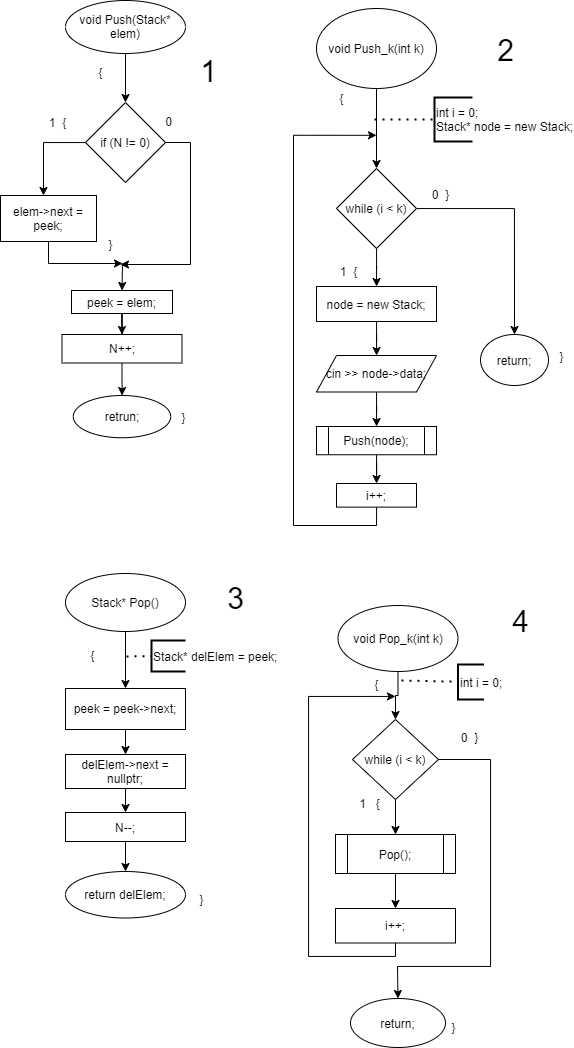 void Push(Stack*
elem)
1
{
1 {
0
if (N != 0)
elem->next =
peek;
}
peek = elem;
N++;
retrun;
}
void Push_k(int k)
2
{
int i = 0;
Stack* node = new Stack;
while (i < k)
0 }
1 {
node = new Stack;
cin >> node->data;
return;
}
Push(node);
i++;
Stack* Pop()
3
{
Stack* delElem = peek;
peek = peek->next;
delElem->next =
nullptr;
N--;
return delElem;
}
void Pop_k(int k)
4
{
int i = 0;
while (i < k)
0 }
1 {
Pop();
i++;
return;
}